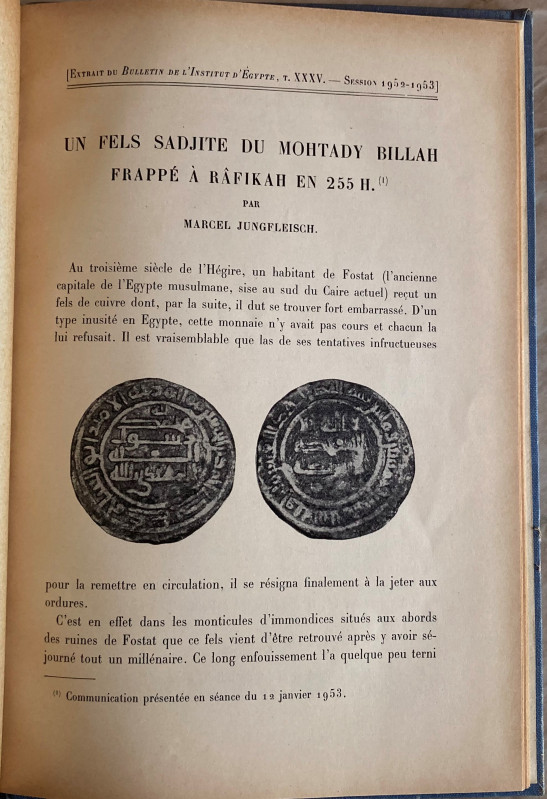 [Extrait du Bulletin de l'Institut d'Égypte, t. XXXV. — Session 1952-1953]
UN FELS SADJITE DU MOHTADY BILLAH
FRAPPÉ À RÂFIKAH EN 255 H.(1)
PAR
MARCEL JUNGFLEISCH.
Au troisième siècle de l'Hégire, un habitant de Fostat (l'ancienne
capitale de l'Egypte musulmane, sise au sud du Caire actuel) reçut un
fels de cuivre dont, par la suite, il dut se trouver fort embarrassé. D'un
type inusité en Egypte, cette monnaie n'y avait pas cours et chacun la
lui refusait. Il est vraisemblable que las de ses tentatives infructueuses
pour la remettre en circulation, il se résigna finalement à la jeter aux
ordures.
C'est en effet dans les monticules d'immondices situés aux abords
des ruines de Fostat que ce fels vient d'être retrouvé après y avoir sé-
journé tout un millénaire. Ce long enfouissement l'a quelque peu terni
(1) Communication présentée en séance du 12 janvier 1953.